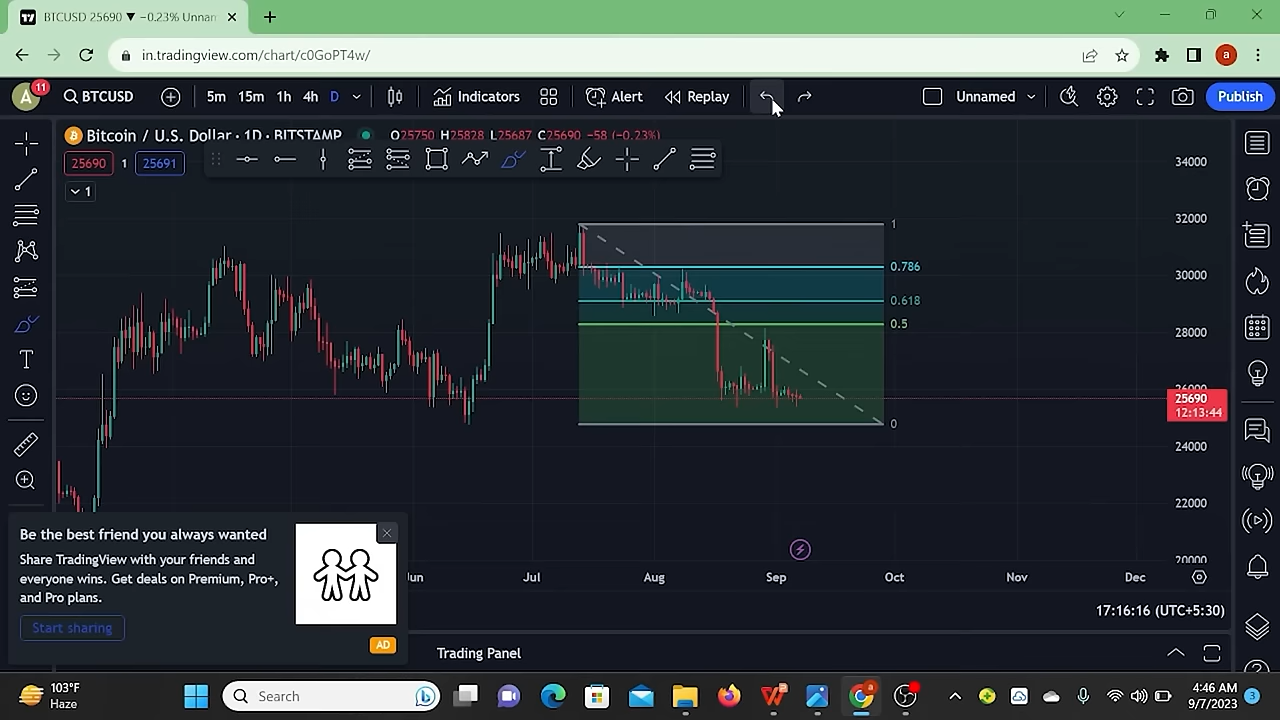 BTCUSD 25690 ▼ −0.23% Unnam
in.tradingview.com/chart/c0GoPT4w/
a
A 11 BTCUSD 5m 15m 1h 4h D Indicators Alert Replay Unnamed Publish
Bitcoin / U.S. Dollar · 1D · BITSTAMP O25750 H25828 L25687 C25690 −58 (−0.23%)
25690 1 25691
1
34000
32000
30000
28000
26000
24000
22000
20000
1
0.786
0.618
0.5
0
25690
12:13:44
Be the best friend you always wanted
Share TradingView with your friends and
everyone wins. Get deals on Premium, Pro+,
and Pro plans.
Start sharing
AD
Jun Jul Aug Sep Oct Nov Dec
17:16:16 (UTC+5:30)
Trading Panel
103°F
Haze
Search
4:46 AM
9/7/2023
3